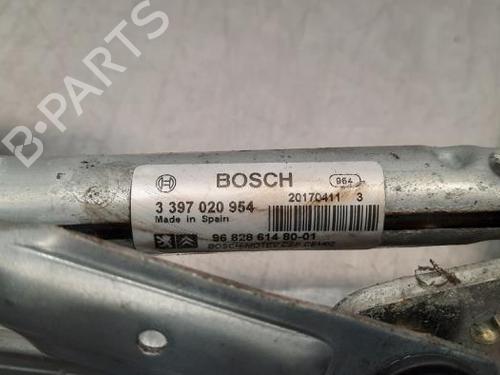 BOSCH
964
3 397 020 954
Made in Spain
20170411 3
96 828 614 80-01
B-PARTS